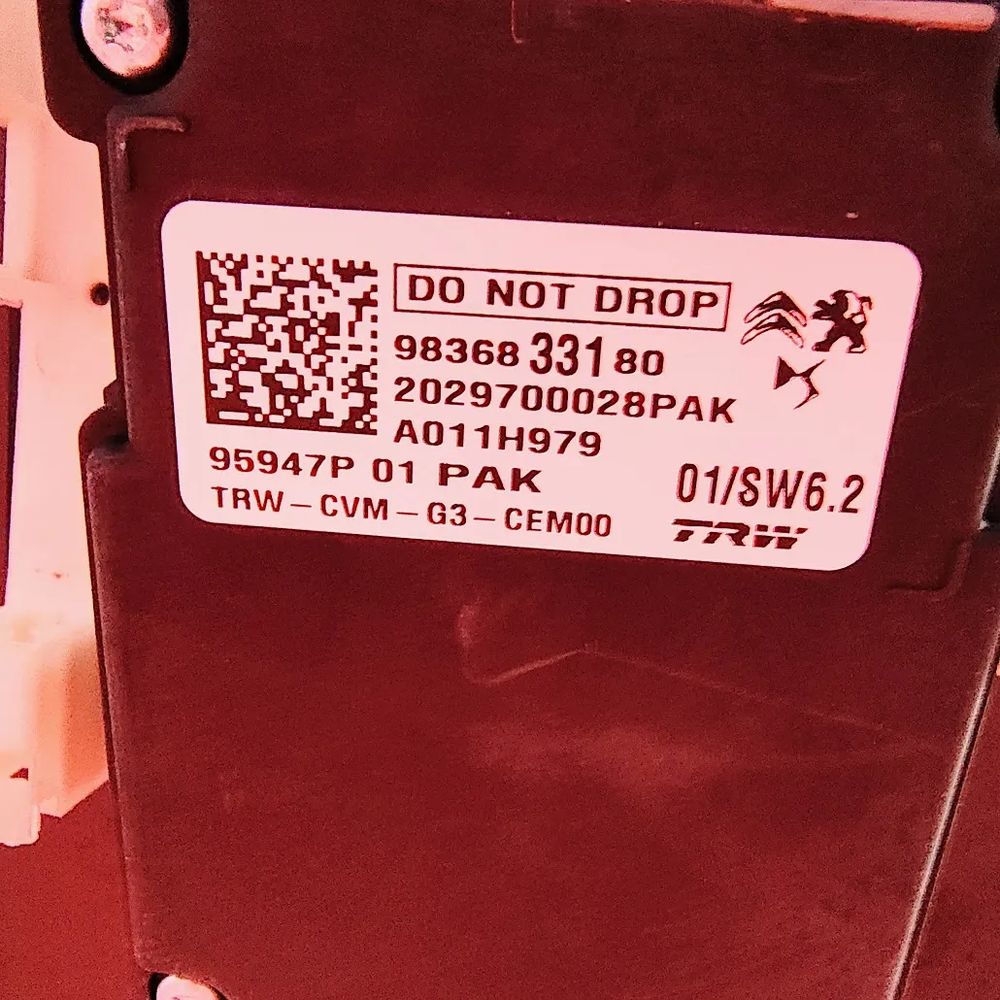 DO NOT DROP
98368 331 80
2029700028PAK
A011H979
95947P 01 PAK
01/SW6.2
TRW-CVM-G3-CEM00
TRW